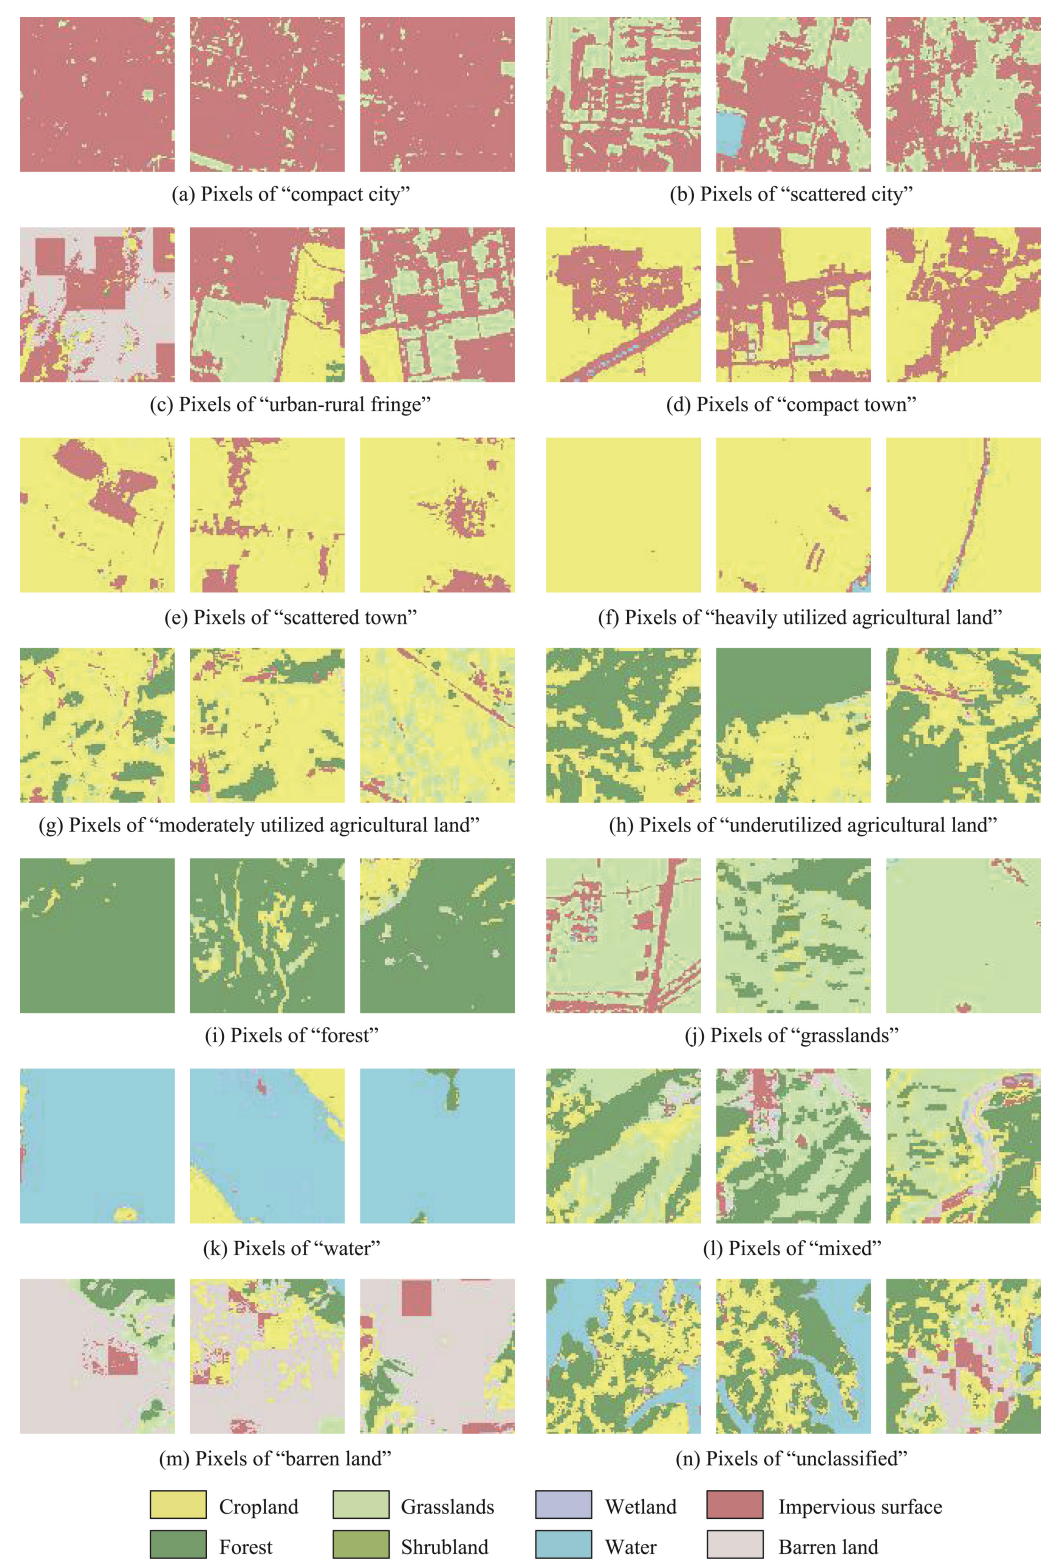 (a) Pixels of “compact city”
(b) Pixels of “scattered city”
(c) Pixels of “urban-rural fringe”
(d) Pixels of “compact town”
(e) Pixels of “scattered town”
(f) Pixels of “heavily utilized agricultural land”
(g) Pixels of “moderately utilized agricultural land”
(h) Pixels of “underutilized agricultural land”
(i) Pixels of “forest”
(j) Pixels of “grasslands”
(k) Pixels of “water”
(l) Pixels of “mixed”
(m) Pixels of “barren land”
(n) Pixels of “unclassified”
Cropland Grasslands Wetland Impervious surface
Forest Shrubland Water Barren land